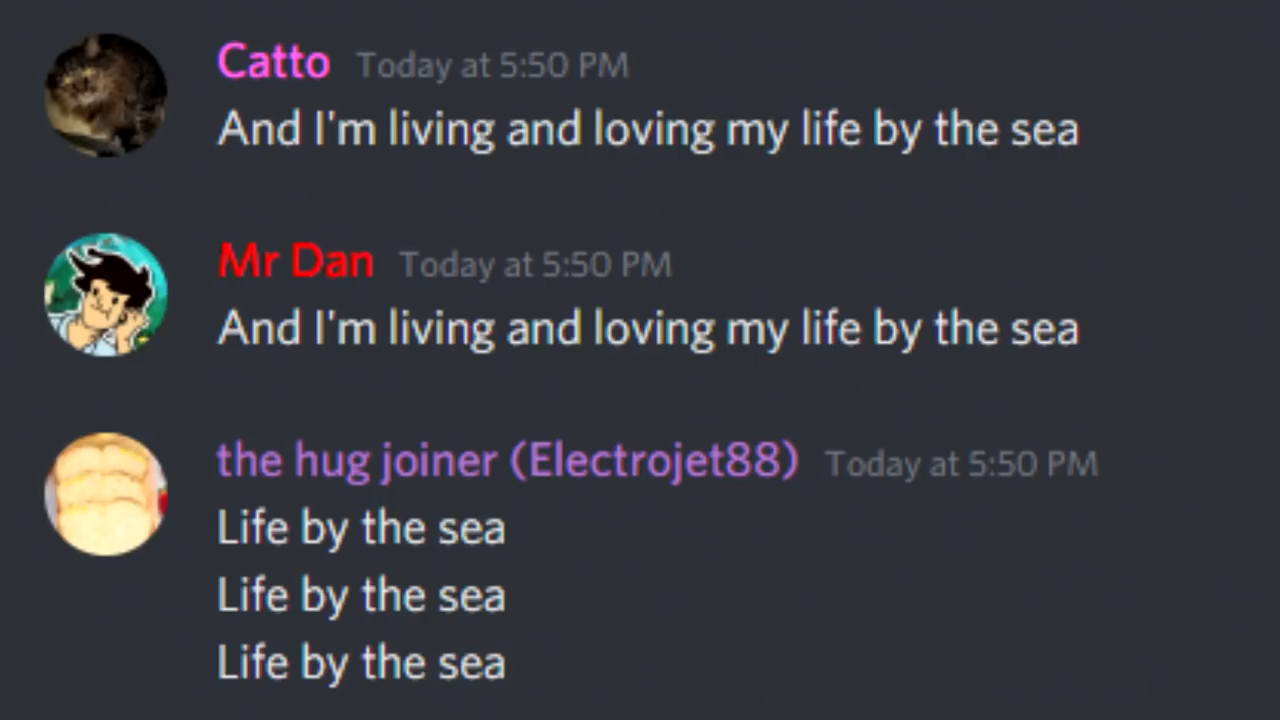 Catto Today at 5:50 PM
And I'm living and loving my life by the sea
Mr Dan Today at 5:50 PM
And I'm living and loving my life by the sea
the hug joiner (Electrojet88) Today at 5:50 PM
Life by the sea
Life by the sea
Life by the sea